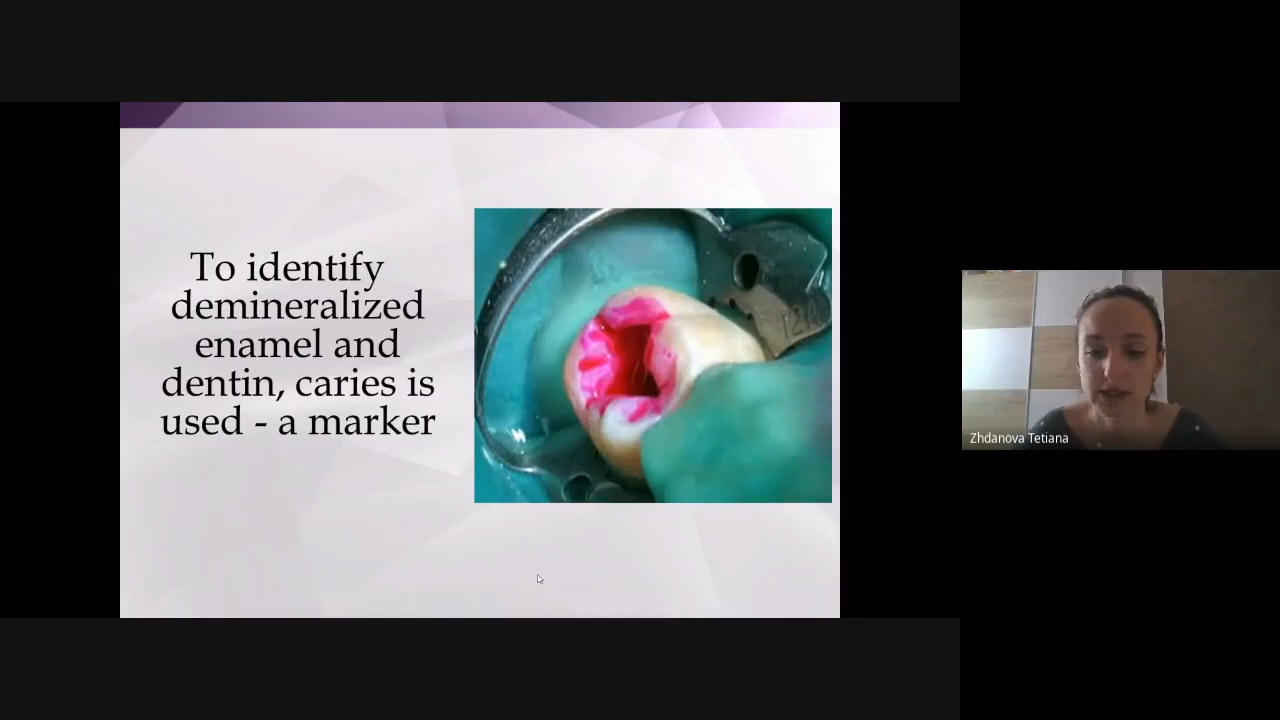 To identify
demineralized
enamel and
dentin, caries is
used - a marker
Zhdanova Tetiana